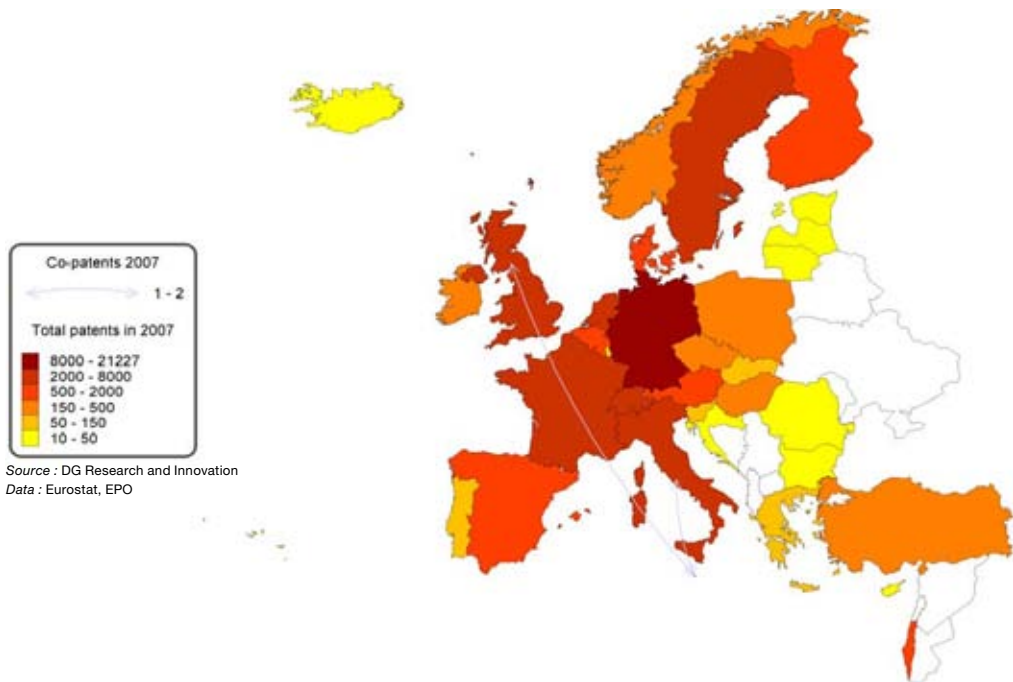 Co-patents 2007
1 - 2
Total patents in 2007
8000 - 21227
2000 - 8000
500 - 2000
150 - 500
50 - 150
10 - 50
Source : DG Research and Innovation
Data : Eurostat, EPO